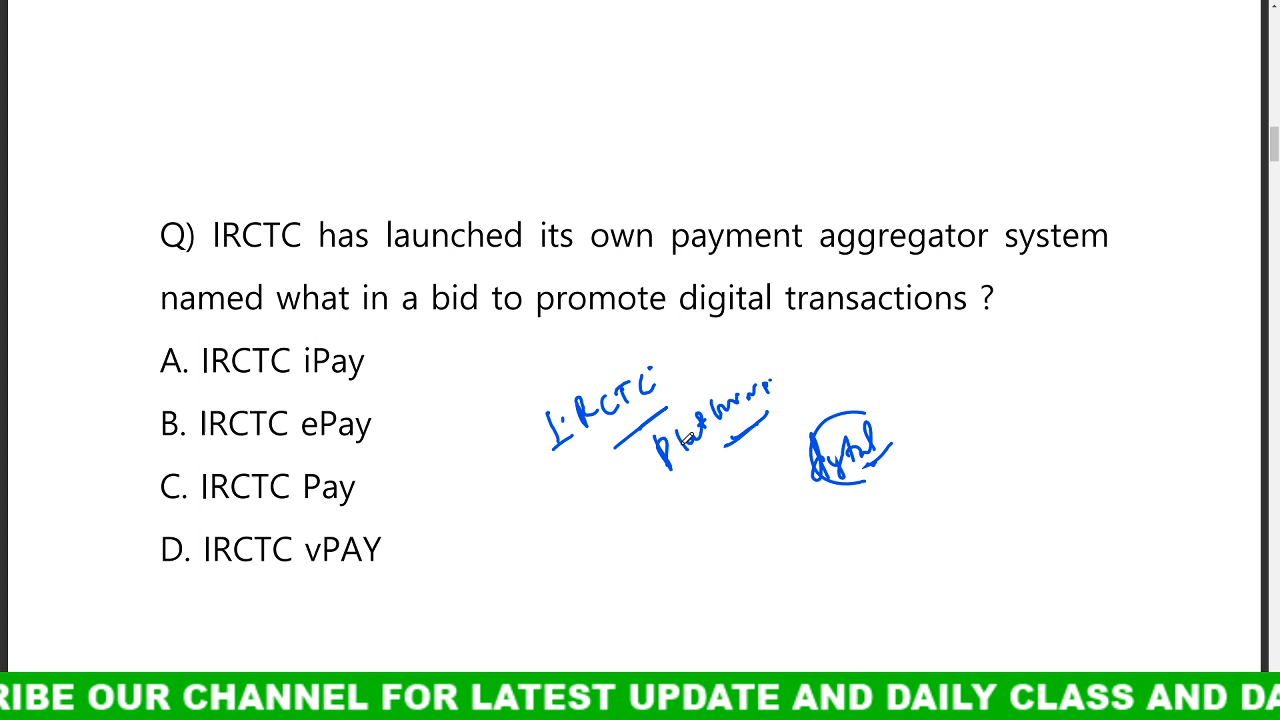 Q) IRCTC has launched its own payment aggregator system
named what in a bid to promote digital transactions ?
A. IRCTC iPay
B. IRCTC ePay
C. IRCTC Pay
D. IRCTC vPAY
I.RCTC
RIBE OUR CHANNEL FOR LATEST UPDATE AND DAILY CLASS AND DA